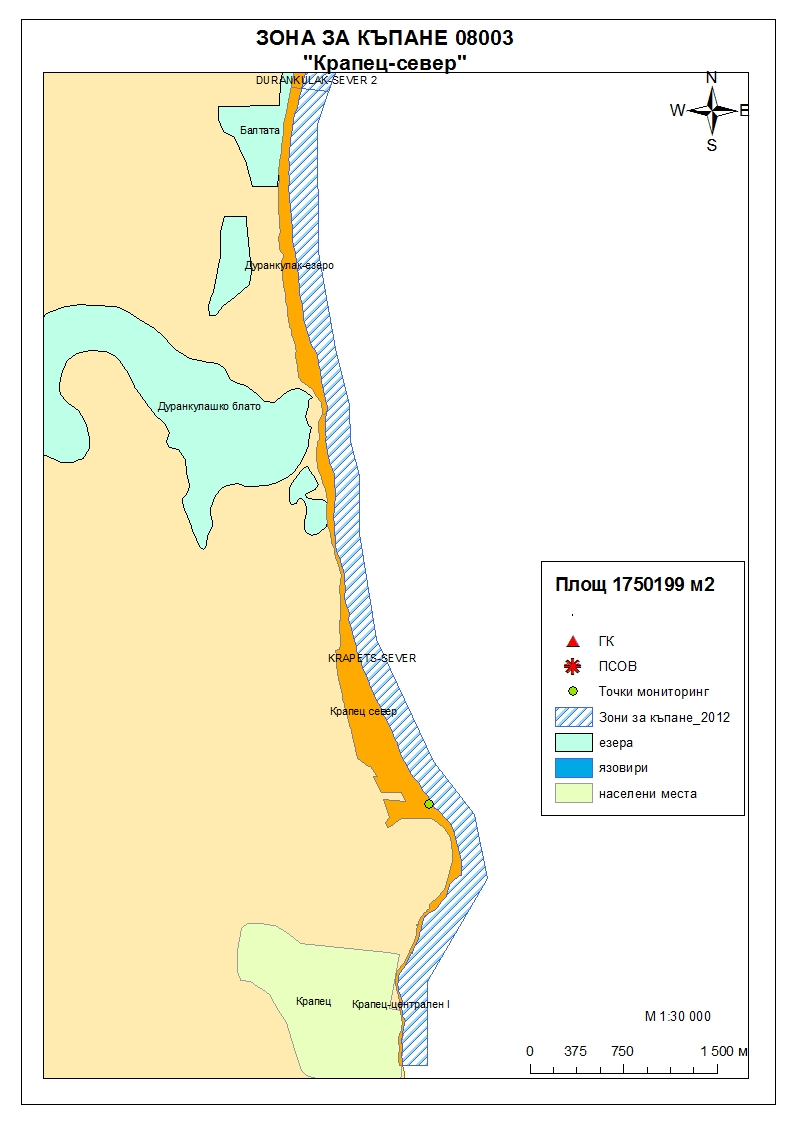 ЗОНА ЗА КЪПАНЕ 08003
"Крапец-север"
DURANKULAK-SEVER 2
N
W
E
S
Балтата
Дуранкулак-езеро
Дуранкулашко блато
KRAPETS-SEVER
Крапец север
Крапец
Крапец-централен I
Площ 1750199 м2
ГК
ПСОВ
Точки мониторинг
Зони за къпане_2012
езера
язовири
населени места
М 1:30 000
0 375 750 1 500 м